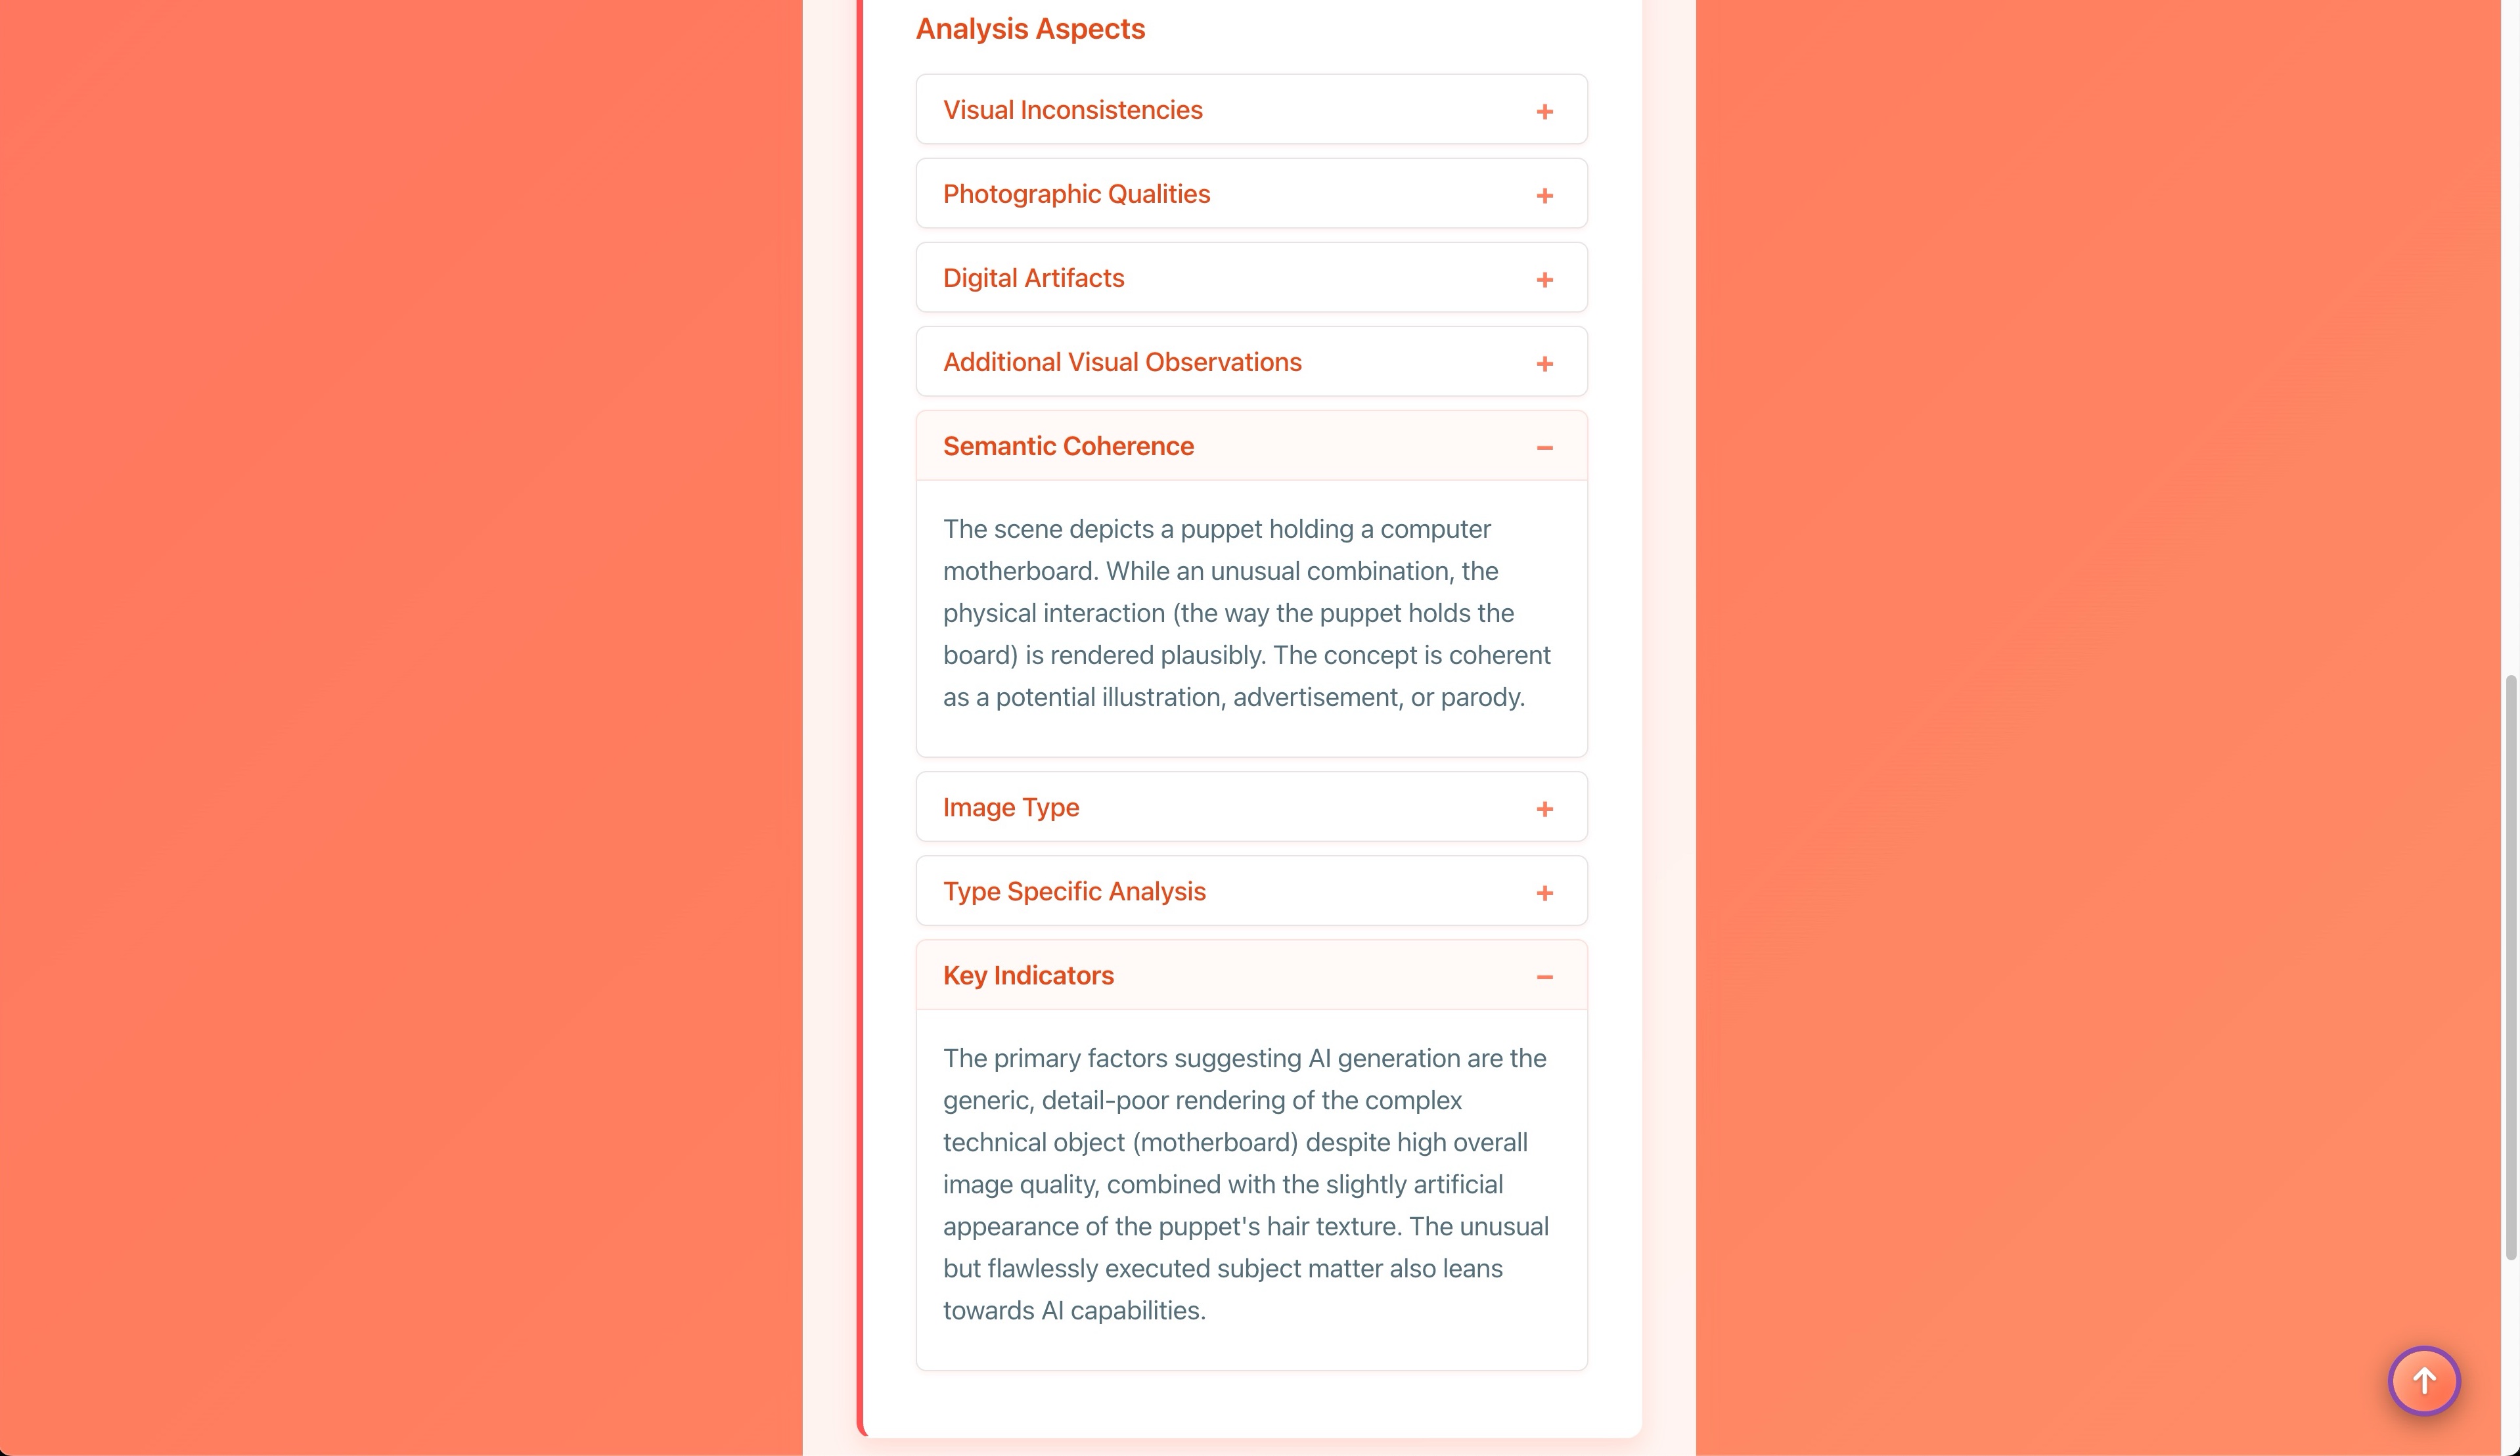 Analysis Aspects
Visual Inconsistencies
Photographic Qualities
Digital Artifacts
Additional Visual Observations
Semantic Coherence
The scene depicts a puppet holding a computer
motherboard. While an unusual combination, the
physical interaction (the way the puppet holds the
board) is rendered plausibly. The concept is coherent
as a potential illustration, advertisement, or parody.
Image Type
Type Specific Analysis
Key Indicators
The primary factors suggesting AI generation are the
generic, detail-poor rendering of the complex
technical object (motherboard) despite high overall
image quality, combined with the slightly artificial
appearance of the puppet's hair texture. The unusual
but flawlessly executed subject matter also leans
towards AI capabilities.